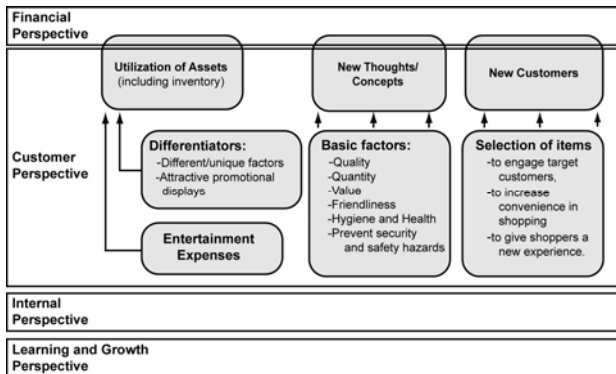 Financial
Perspective
Utilization of Assets
(including inventory)
New Thoughts/
Concepts
New Customers
Customer
Perspective
Differentiators:
-Different/unique factors
-Attractive promotional
displays
Entertainment
Expenses
Basic factors:
-Quality
-Quantity
-Value
-Friendliness
-Hygiene and Health
-Prevent security
and safety hazards
Selection of items
-to engage target
customers,
-to increase
convenience in
shopping
-to give shoppers a
new experience.
Internal
Perspective
Learning and Growth
Perspective